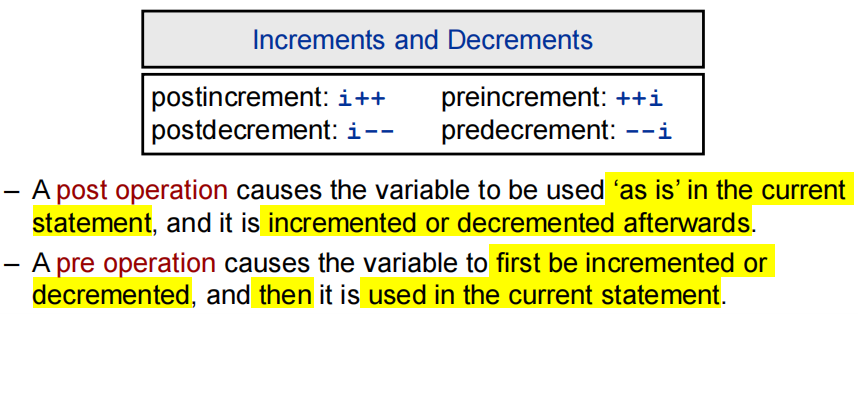 Increments and Decrements
postincrement: i++ preincrement: ++i
postdecrement: i-- predecrement: --i
– A post operation causes the variable to be used ‘as is’ in the current
statement, and it is incremented or decremented afterwards.
– A pre operation causes the variable to first be incremented or
decremented, and then it is used in the current statement.